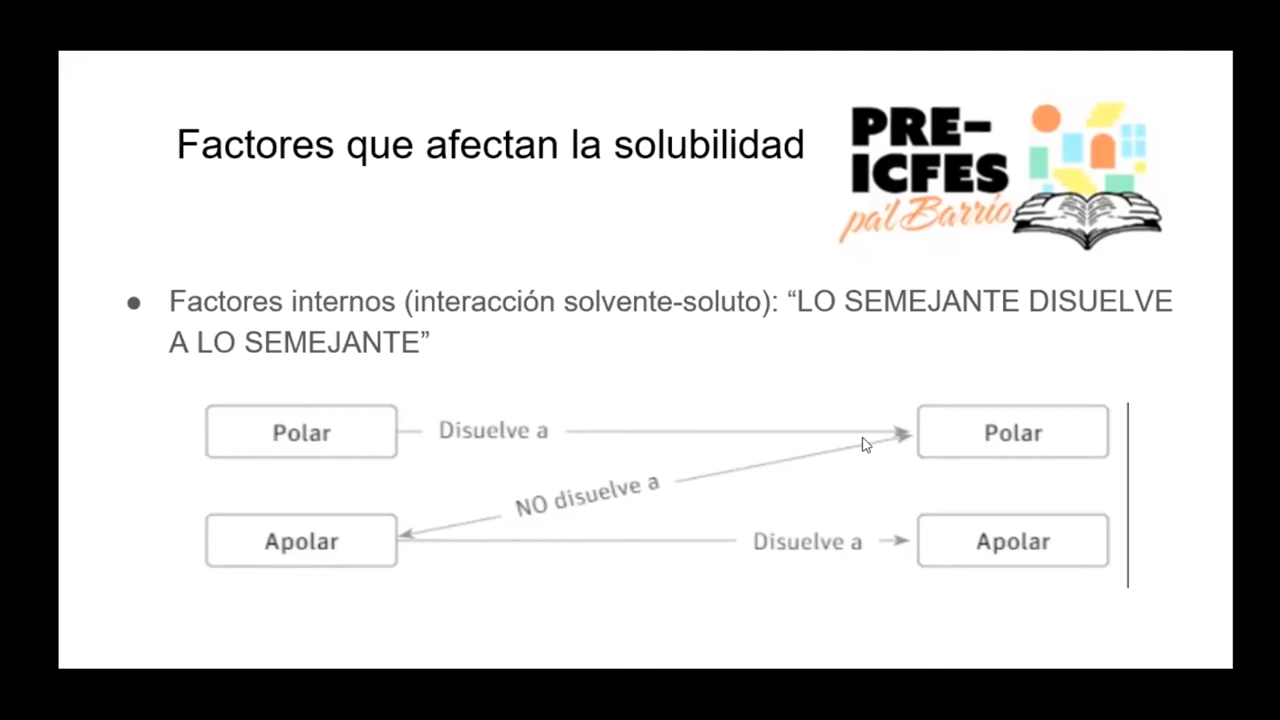 Factores que afectan la solubilidad
PRE-
ICFES
pa'l Barrio
● Factores internos (interacción solvente-soluto): “LO SEMEJANTE DISUELVE
A LO SEMEJANTE”
Polar
Disuelve a
Polar
NO disuelve a
Apolar
Disuelve a
Apolar